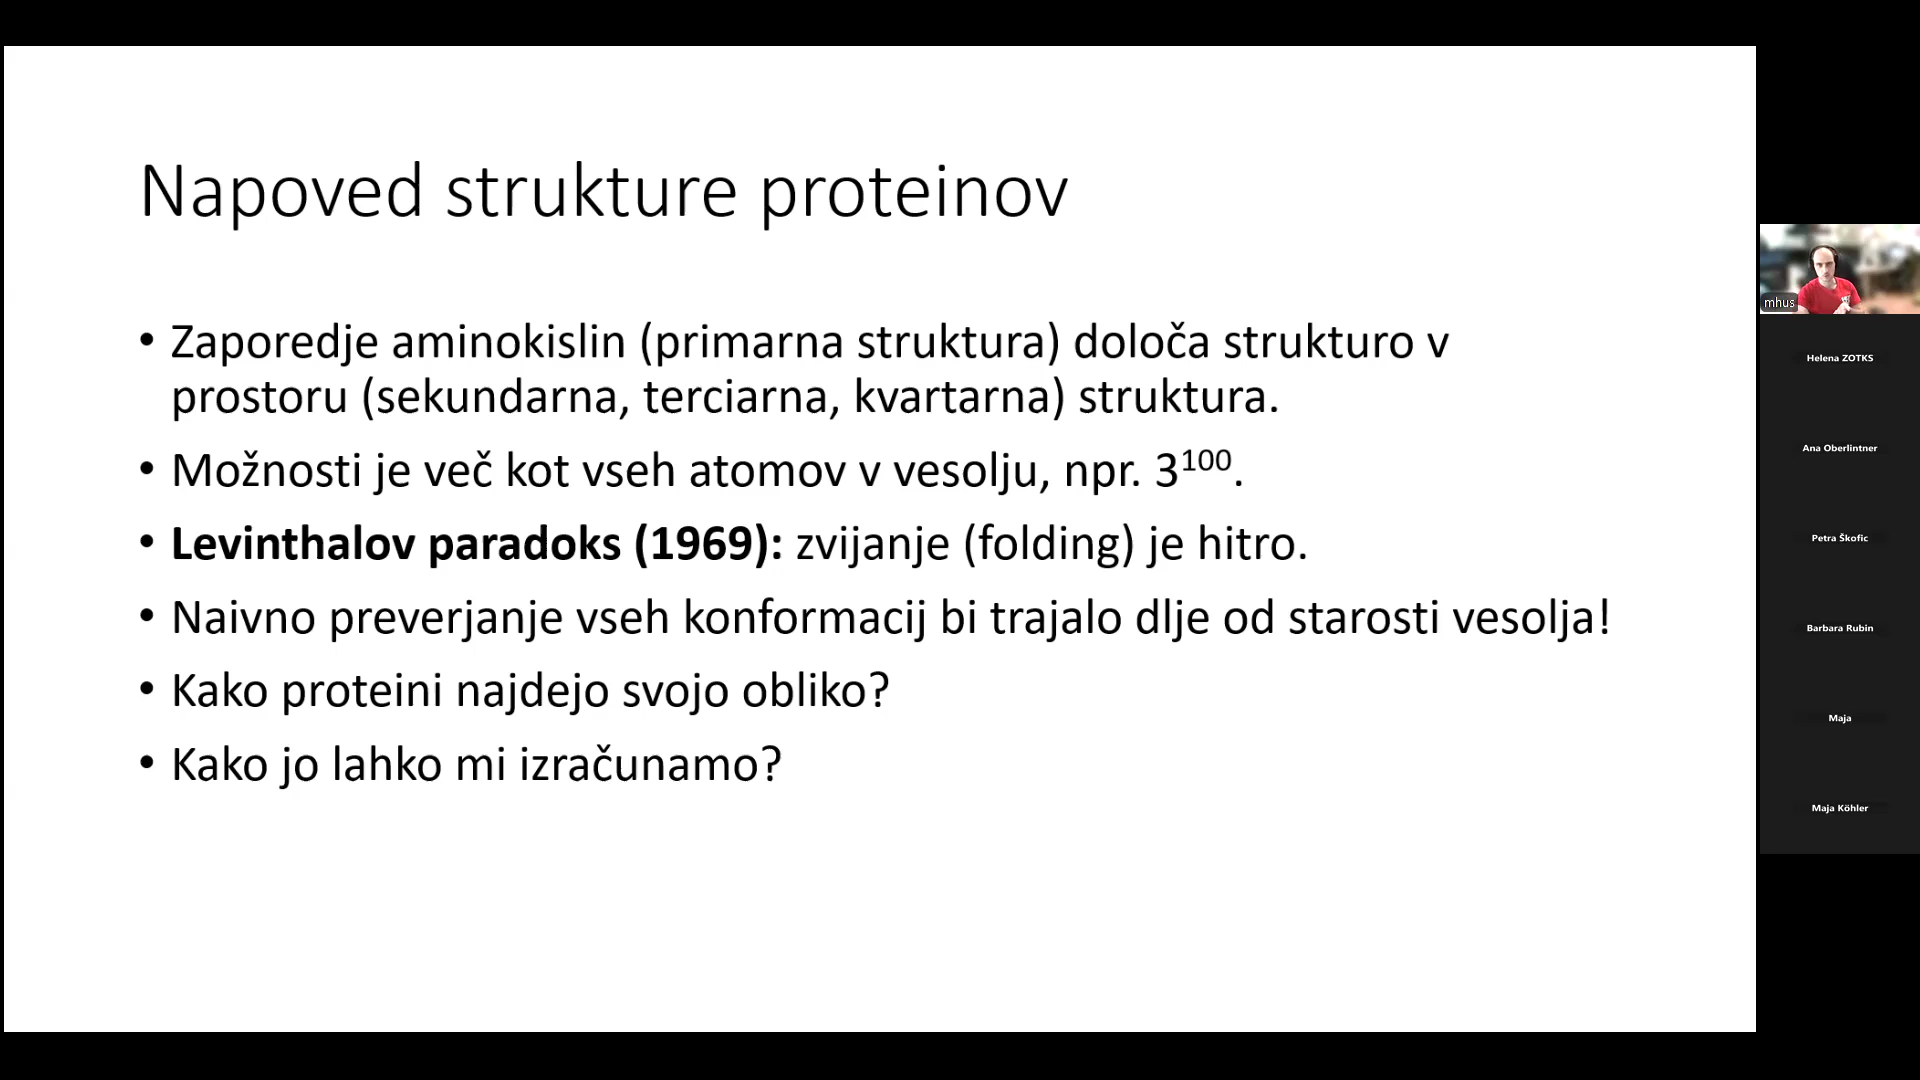 Napoved strukture proteinov
• Zaporedje aminokislin (primarna struktura) določa strukturo v
prostoru (sekundarna, terciarna, kvartarna) struktura.
• Možnosti je več kot vseh atomov v vesolju, npr. 3¹⁰⁰.
• Levinthalov paradoks (1969): zvijanje (folding) je hitro.
• Naivno preverjanje vseh konformacij bi trajalo dlje od starosti vesolja!
• Kako proteini najdejo svojo obliko?
• Kako jo lahko mi izračunamo?
mhus
Helena ZOTKS
Ana Oberlintner
Petra Škofic
Barbara Rubin
Maja
Maja Köhler